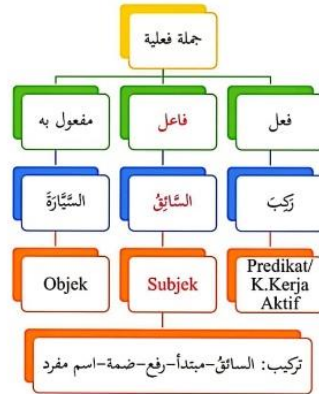 جملة فعلية
فعل
فاعل
مفعول به
رَكِبَ
السَّائِقُ
السَّيَّارَةَ
Predikat/
K.Kerja
Aktif
Subjek
Objek
تركيب: السائقُ-مبتدأ-رفع-ضمة-اسم مفرد